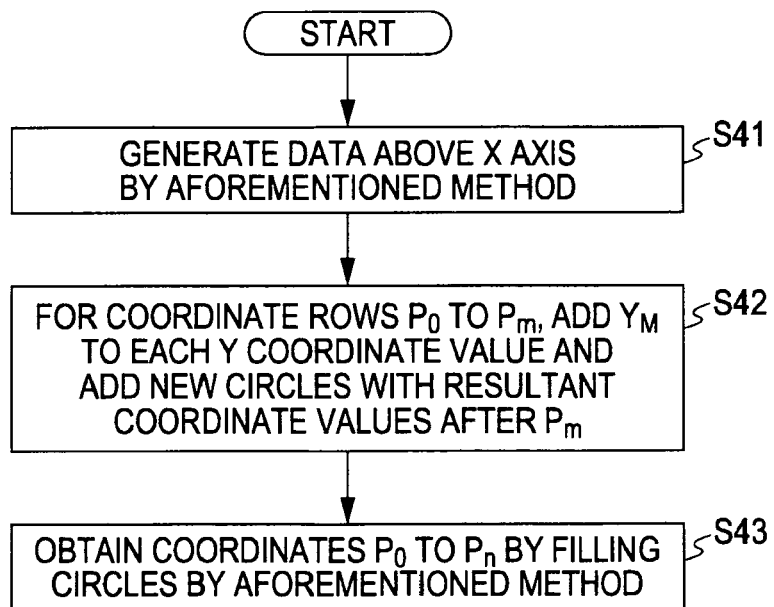 START
S41
GENERATE DATA ABOVE X AXIS
BY AFOREMENTIONED METHOD
S42
FOR COORDINATE ROWS P₀ TO Pₘ, ADD Y_M
TO EACH Y COORDINATE VALUE AND
ADD NEW CIRCLES WITH RESULTANT
COORDINATE VALUES AFTER Pₘ
S43
OBTAIN COORDINATES P₀ TO Pₙ BY FILLING
CIRCLES BY AFOREMENTIONED METHOD